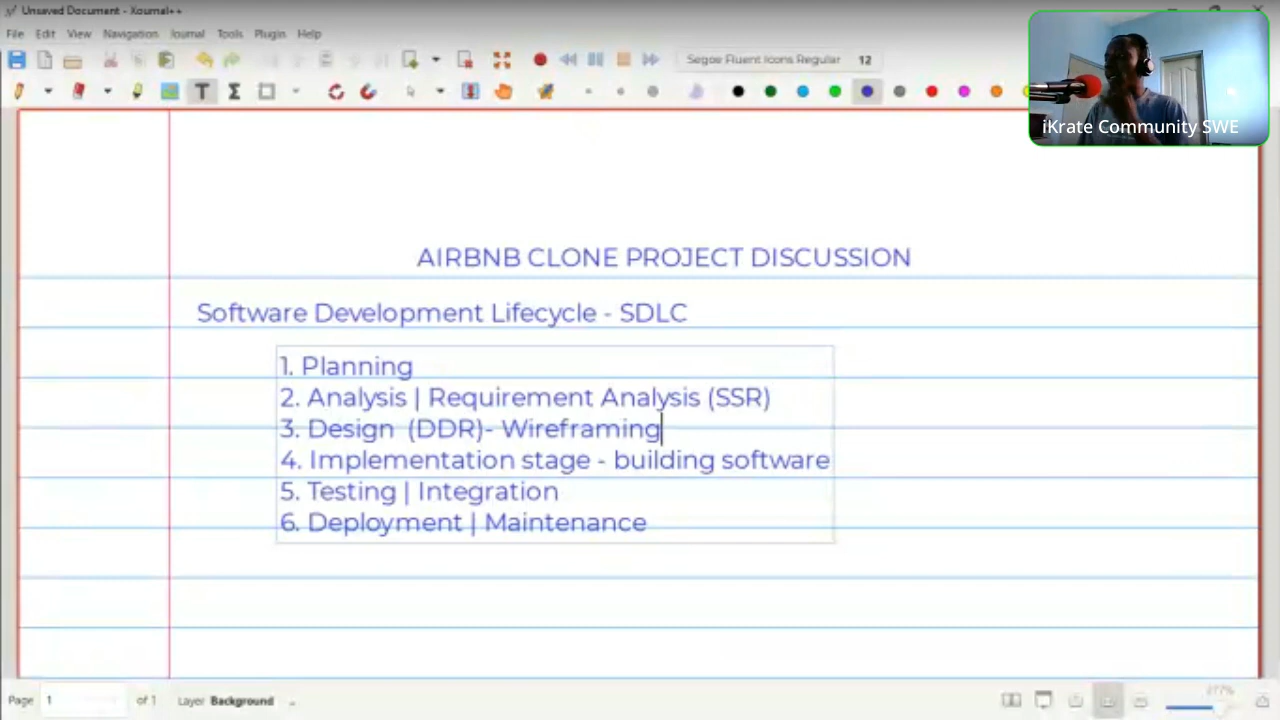 Unsaved Document - Xournal++
File Edit View Navigation Journal Tools Plugin Help
Segoe Fluent Icons Regular 12
iKrate Community SWE
AIRBNB CLONE PROJECT DISCUSSION
Software Development Lifecycle - SDLC
1. Planning
2. Analysis | Requirement Analysis (SSR)
3. Design (DDR)- Wireframing
4. Implementation stage - building software
5. Testing | Integration
6. Deployment | Maintenance
Page 1 of 1 Layer Background